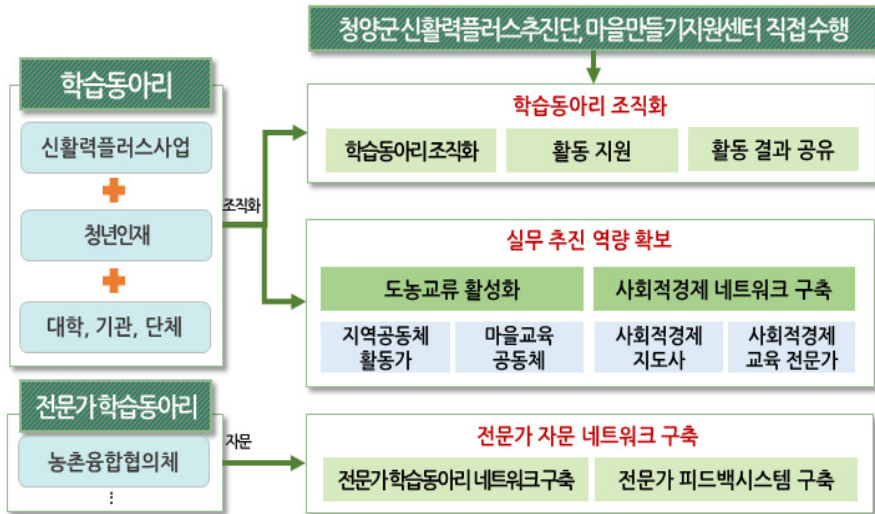 청양군 신활력플러스추진단, 마을만들기지원센터 직접 수행
학습동아리
신활력플러스사업
청년인재
대학, 기관, 단체
조직화
학습동아리 조직화
학습동아리 조직화
활동 지원
활동 결과 공유
실무 추진 역량 확보
도농교류 활성화
사회적경제 네트워크 구축
지역공동체
활동가
마을교육
공동체
사회적경제
지도사
사회적경제
교육 전문가
전문가 학습동아리
농촌융합협의체
⋮
자문
전문가 자문 네트워크 구축
전문가 학습동아리 네트워크 구축
전문가 피드백시스템 구축